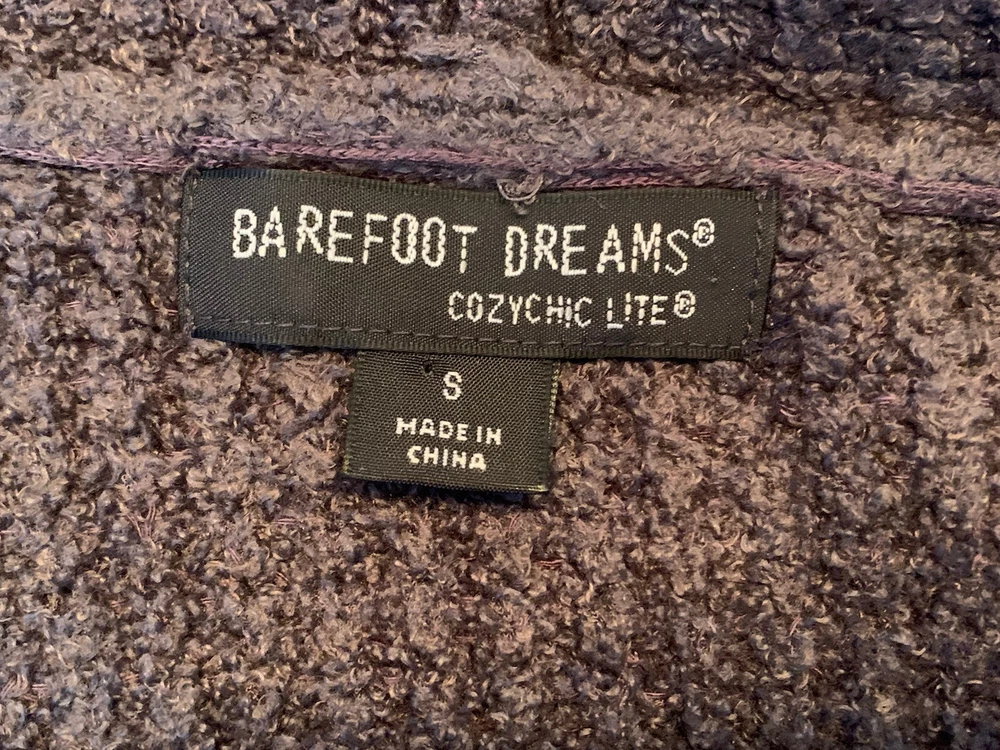 BAREFOOT DREAMS®
COZYCHIC LITE®
S
MADE IN
CHINA